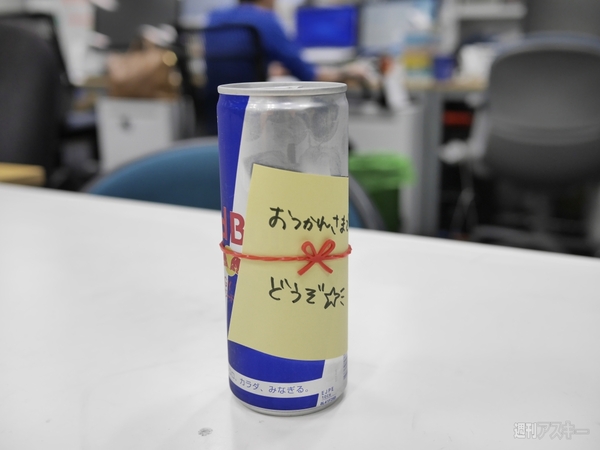 おつかれさま
どうぞ☆ミ
B
カラダ、みなぎる。
週刊アスキー